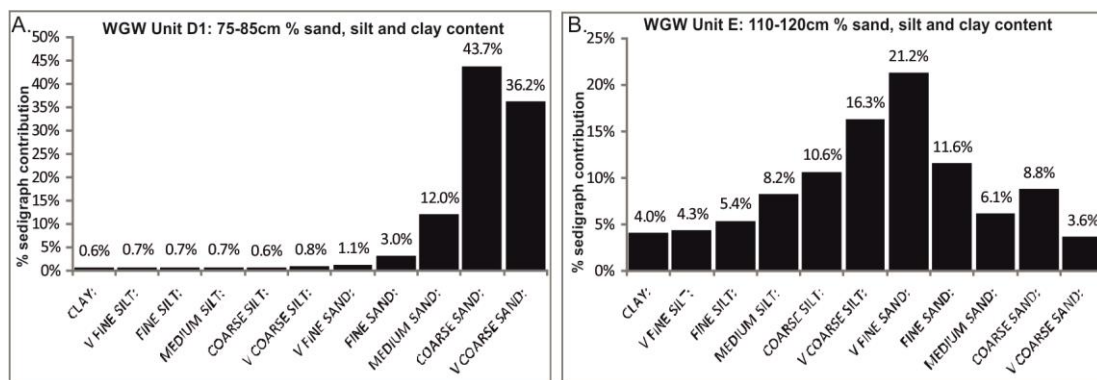 A. WGW Unit D1: 75-85cm % sand, silt and clay content
% sedigraph contribution
50%
45%
40%
35%
30%
25%
20%
15%
10%
5%
0%
0.6% 0.7% 0.7% 0.7% 0.6% 0.8% 1.1% 3.0% 12.0% 43.7% 36.2%
CLAY:
V FINE SILT:
FINE SILT:
MEDIUM SILT:
COARSE SILT:
V COARSE SILT:
V FINE SAND:
FINE SAND:
MEDIUM SAND:
COARSE SAND:
V COARSE SAND:
B. WGW Unit E: 110-120cm % sand, silt and clay content
% sedigraph contribution
25%
20%
15%
10%
5%
0%
4.0% 4.3% 5.4% 8.2% 10.6% 16.3% 21.2% 11.6% 6.1% 8.8% 3.6%
CLAY:
V FINE SILT:
FINE SILT:
MEDIUM SILT:
COARSE SILT:
V COARSE SILT:
V FINE SAND:
FINE SAND:
MEDIUM SAND:
COARSE SAND:
V COARSE SAND: